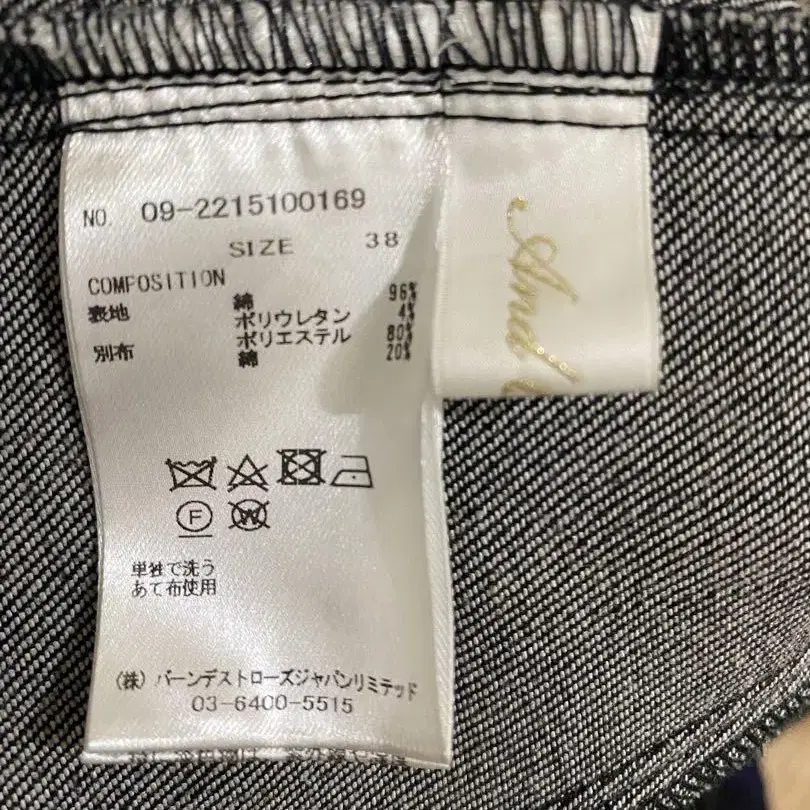 NO. 09-2215100169
SIZE 38
COMPOSITION
表地 綿 96%
ポリウレタン 4%
別布 ポリエステル 80%
綿 20%
F
W
単独で洗う
あて布使用
(株) バーンデストローズジャパンリミテッド
03-6400-5515
And